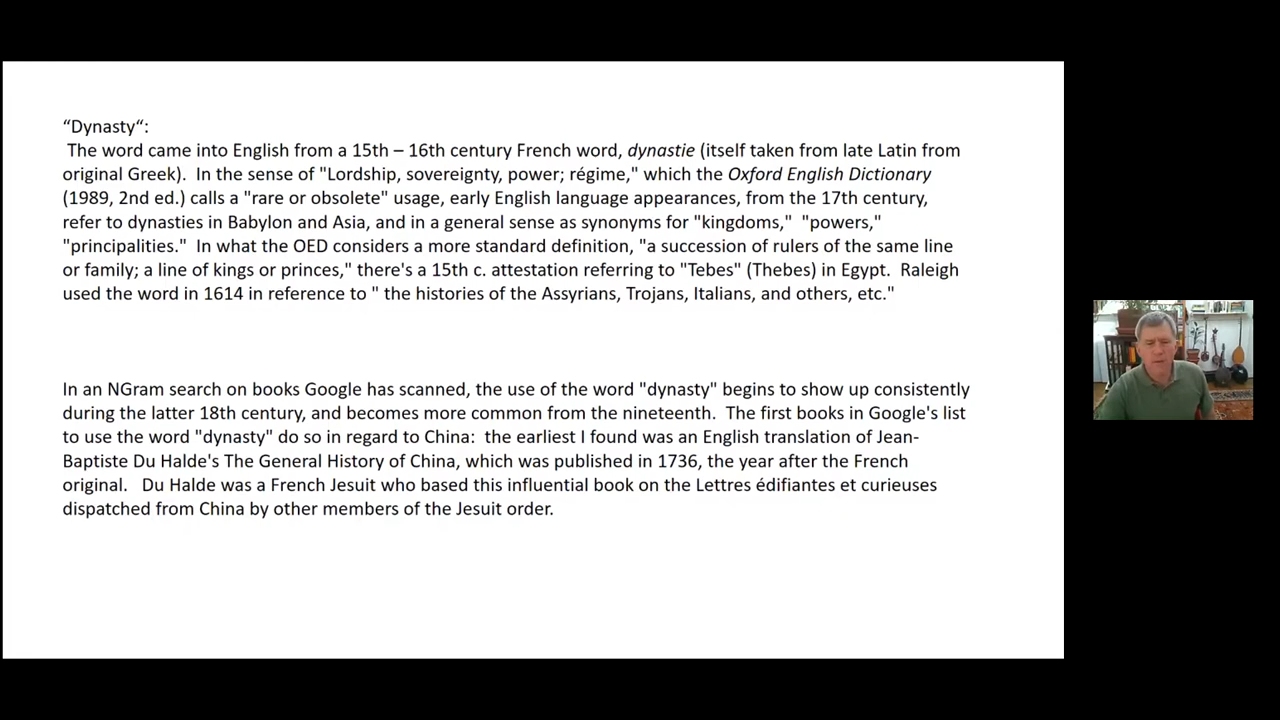 “Dynasty“:
The word came into English from a 15th – 16th century French word, dynastie (itself taken from late Latin from
original Greek).  In the sense of "Lordship, sovereignty, power; régime," which the Oxford English Dictionary
(1989, 2nd ed.) calls a "rare or obsolete" usage, early English language appearances, from the 17th century,
refer to dynasties in Babylon and Asia, and in a general sense as synonyms for "kingdoms,"  "powers,"
"principalities."  In what the OED considers a more standard definition, "a succession of rulers of the same line
or family; a line of kings or princes," there's a 15th c. attestation referring to "Tebes" (Thebes) in Egypt.  Raleigh
used the word in 1614 in reference to " the histories of the Assyrians, Trojans, Italians, and others, etc."
In an NGram search on books Google has scanned, the use of the word "dynasty" begins to show up consistently
during the latter 18th century, and becomes more common from the nineteenth.  The first books in Google's list
to use the word "dynasty" do so in regard to China:  the earliest I found was an English translation of Jean-
Baptiste Du Halde's The General History of China, which was published in 1736, the year after the French
original.   Du Halde was a French Jesuit who based this influential book on the Lettres édifiantes et curieuses
dispatched from China by other members of the Jesuit order.